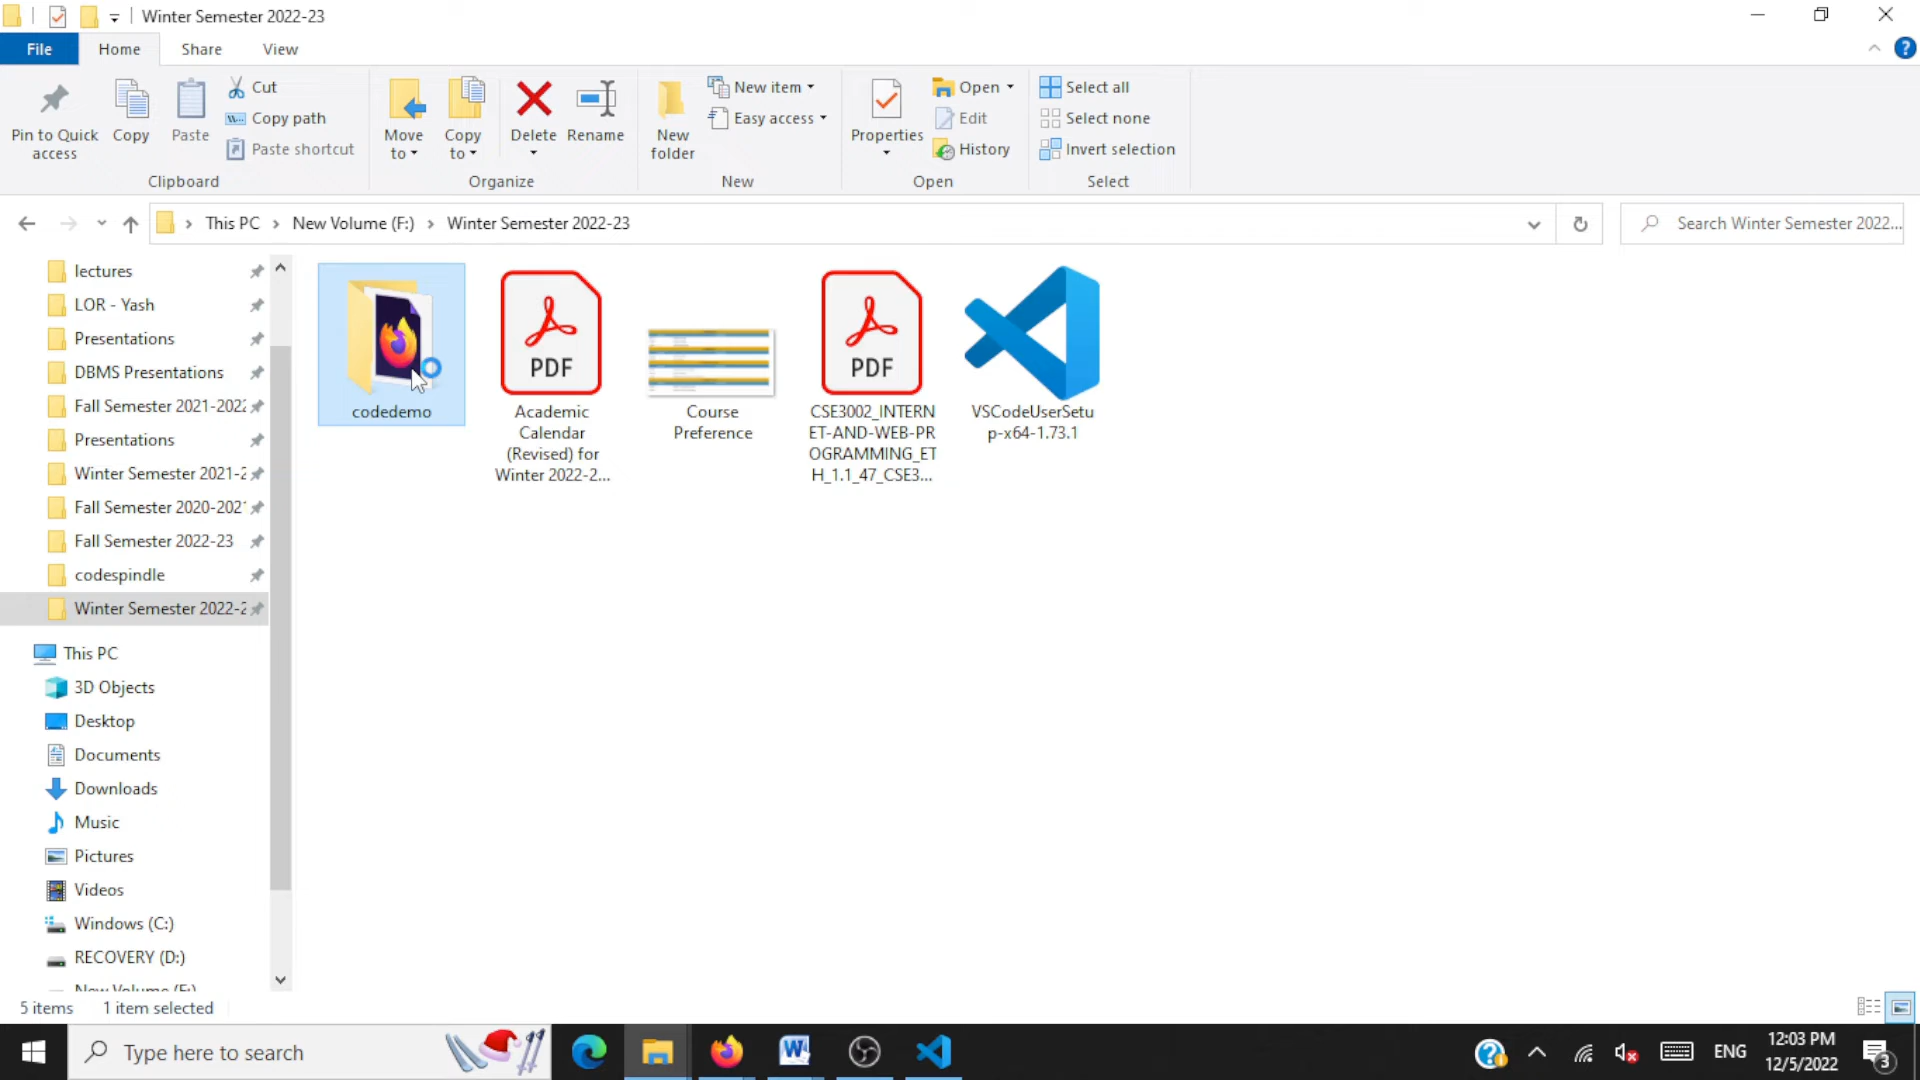 Winter Semester 2022-23
File Home Share View
Pin to Quick access
Copy
Paste
Cut
Copy path
Paste shortcut
Clipboard
Move to
Copy to
Delete
Rename
Organize
New folder
New item
Easy access
New
Properties
Open
Edit
History
Open
Select all
Select none
Invert selection
Select
This PC New Volume (F:) Winter Semester 2022-23
Search Winter Semester 2022...
lectures
LOR - Yash
Presentations
DBMS Presentations
Fall Semester 2021-2022
Presentations
Winter Semester 2021-2
Fall Semester 2020-2021
Fall Semester 2022-23
codespindle
Winter Semester 2022-2
This PC
3D Objects
Desktop
Documents
Downloads
Music
Pictures
Videos
Windows (C:)
RECOVERY (D:)
codedemo
PDF
Academic
Calendar
(Revised) for
Winter 2022-2...
Course
Preference
PDF
CSE3002_INTERN
ET-AND-WEB-PR
OGRAMMING_ET
H_1.1_47_CSE3...
VSCodeUserSetu
p-x64-1.73.1
5 items 1 item selected
Type here to search
ENG
12:03 PM
12/5/2022
3